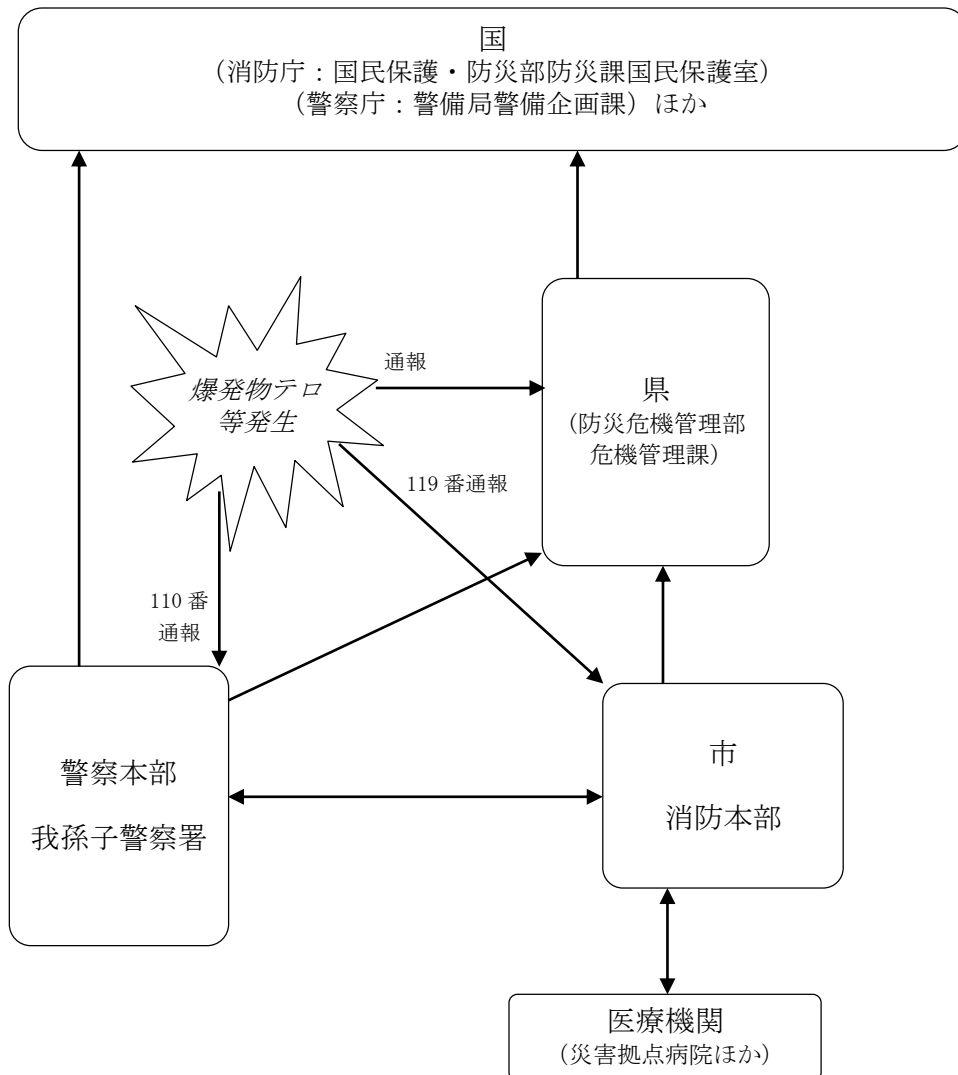 国
（消防庁：国民保護・防災部防災課国民保護室）
（警察庁：警備局警備企画課）ほか
爆発物テロ
等発生
通報
県
（防災危機管理部
危機管理課）
119 番通報
110 番
通報
警察本部
我孫子警察署
市
消防本部
医療機関
（災害拠点病院ほか）